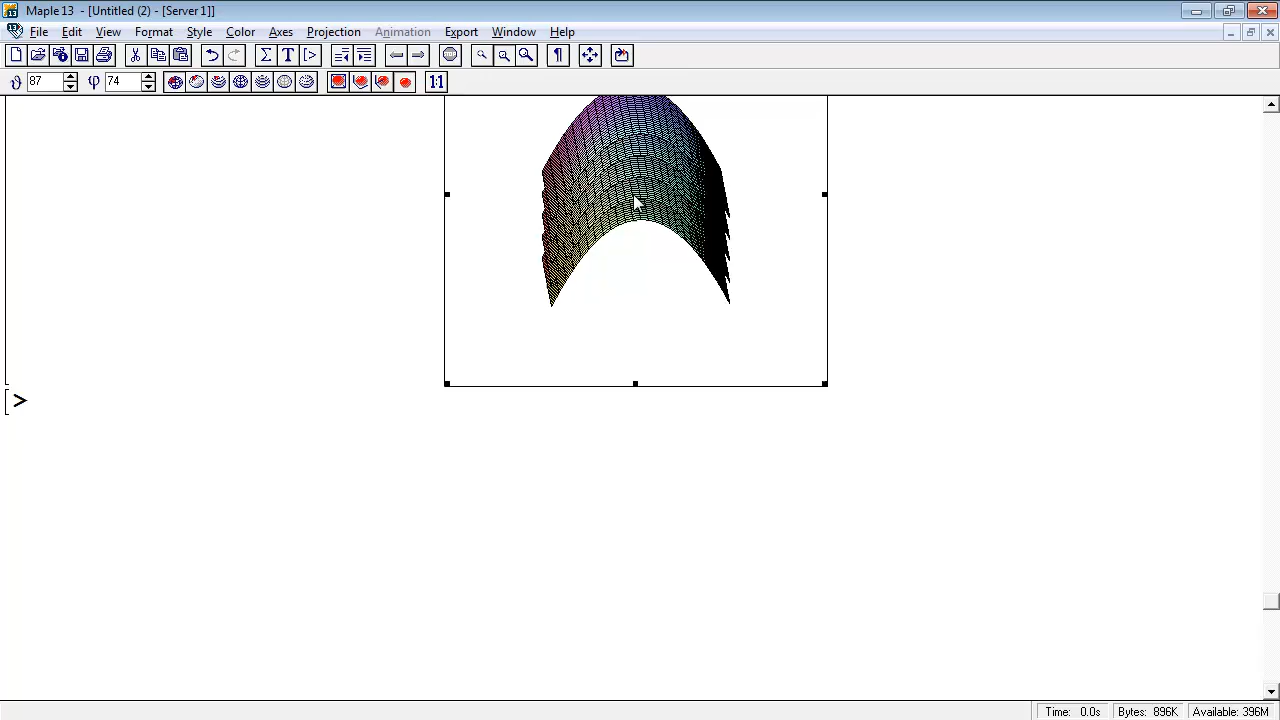 Maple 13 - [Untitled (2) - [Server 1]]
File Edit View Format Style Color Axes Projection Animation Export Window Help
Σ T [> ¶
ϑ 87 φ 74 1:1
>
Time: 0.0s Bytes: 896K Available: 396M